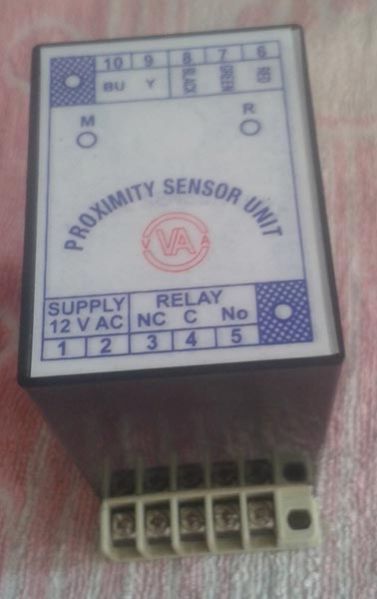 10 9 8 7 6
BU Y BLACK GREEN RED
M R
PROXIMITY SENSOR UNIT
VA
SUPPLY RELAY
12 V AC NC C No
1 2 3 4 5